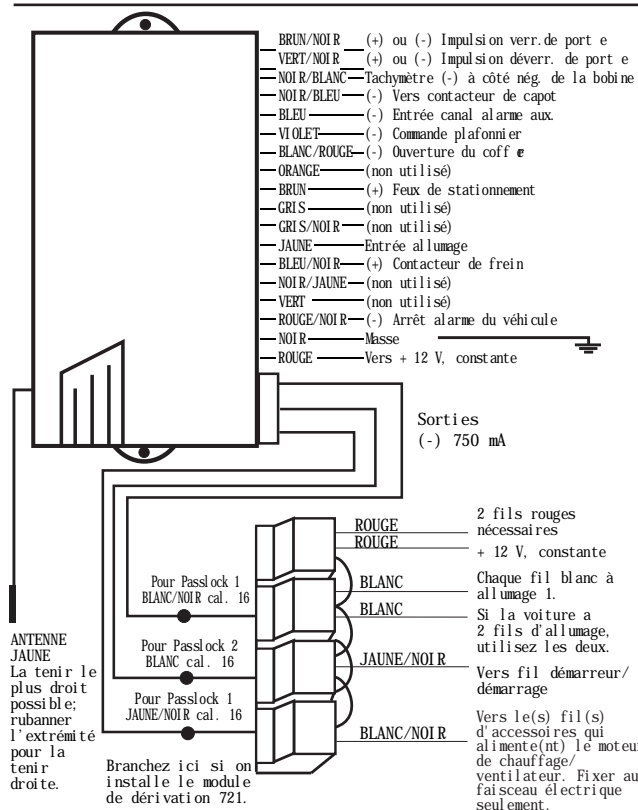 BRUN/NOIR (+) ou (-) Impulsion verr.de port e
VERT/NOIR (+) ou (-) Impulsion déverr. de port e
NOIR/BLANC Tachymètre (-) à côté nég. de la bobine
NOIR/BLEU (-) Vers contacteur de capot
BLEU (-) Entrée canal alarme aux.
VIOLET (-) Commande plafonnier
BLANC/ROUGE (-) Ouverture du coffre
ORANGE (non utilisé)
BRUN (+) Feux de stationnement
GRIS (non utilisé)
GRIS/NOIR (non utilisé)
JAUNE Entrée allumage
BLEU/NOIR (+) Contacteur de frein
NOIR/JAUNE (non utilisé)
VERT (non utilisé)
ROUGE/NOIR (-) Arrêt alarme du véhicule
NOIR Masse
ROUGE Vers + 12 V, constante
Sorties
(-) 750 mA
ROUGE
ROUGE
2 fils rouges
nécessaires
+ 12 V, constante
BLANC
Chaque fil blanc à
allumage 1.
BLANC
Si la voiture a
2 fils d'allumage,
utilisez les deux.
JAUNE/NOIR
Vers fil démarreur/
démarrage
BLANC/NOIR
Vers le(s) fil(s)
d'accessoires qui
alimente(nt) le moteur
de chauffage/
ventilateur. Fixer au
faisceau électrique
seulement.
Pour Passlock 1
BLANC/NOIR cal. 16
Pour Passlock 2
BLANC cal. 16
Pour Passlock 1
JAUNE/NOIR cal. 16
Branchez ici si on
installe le module
de dérivation 721.
ANTENNE
JAUNE
La tenir le
plus droit
possible;
rubanner
l'extrémité
pour la
tenir
droite.